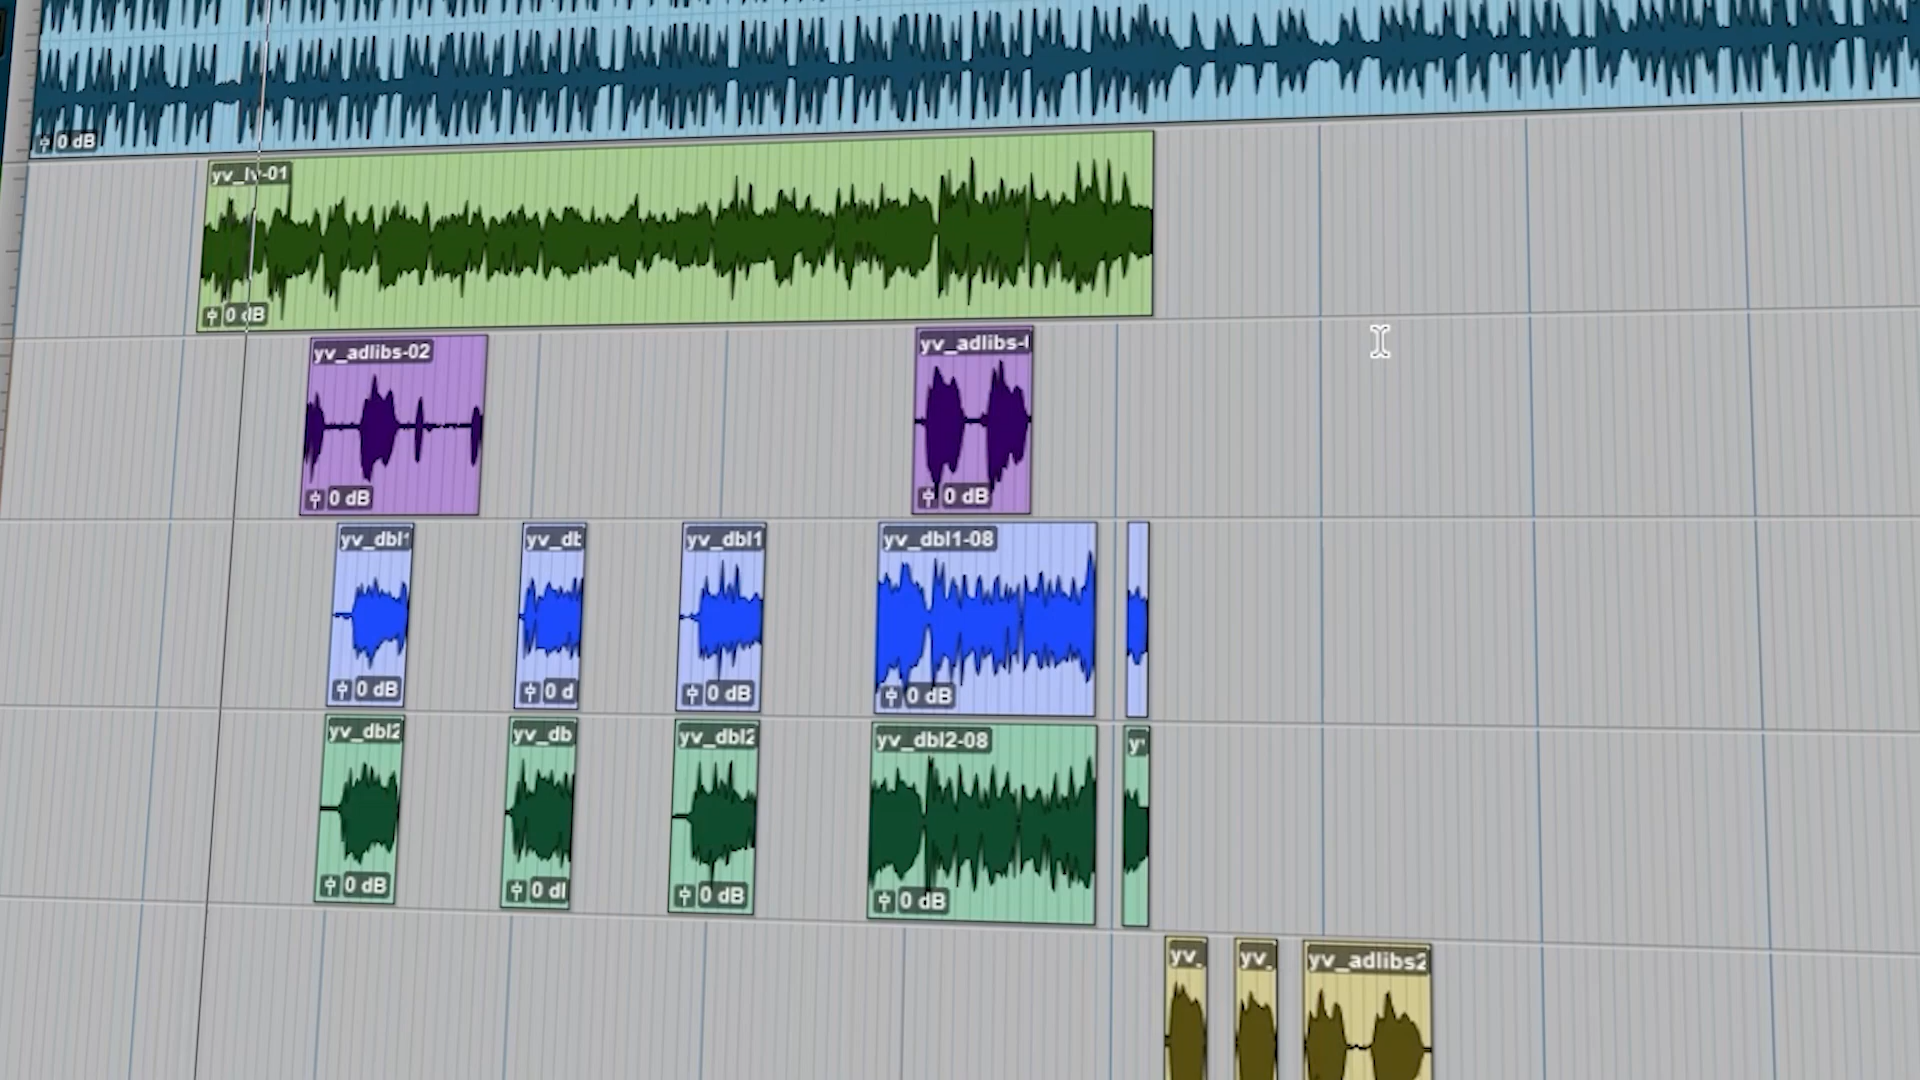 0 dB
yv_lv-01
0 dB
yv_adlibs-02
yv_adlibs-
0 dB
0 dB
yv_dbl1
yv_db
yv_dbl1
yv_dbl1-08
0 dB
0 d
0 dB
0 dB
yv_dbl2
yv_db
yv_dbl2
yv_dbl2-08
y
0 dB
0 d
0 dB
0 dB
yv_
yv_
yv_adlibs2